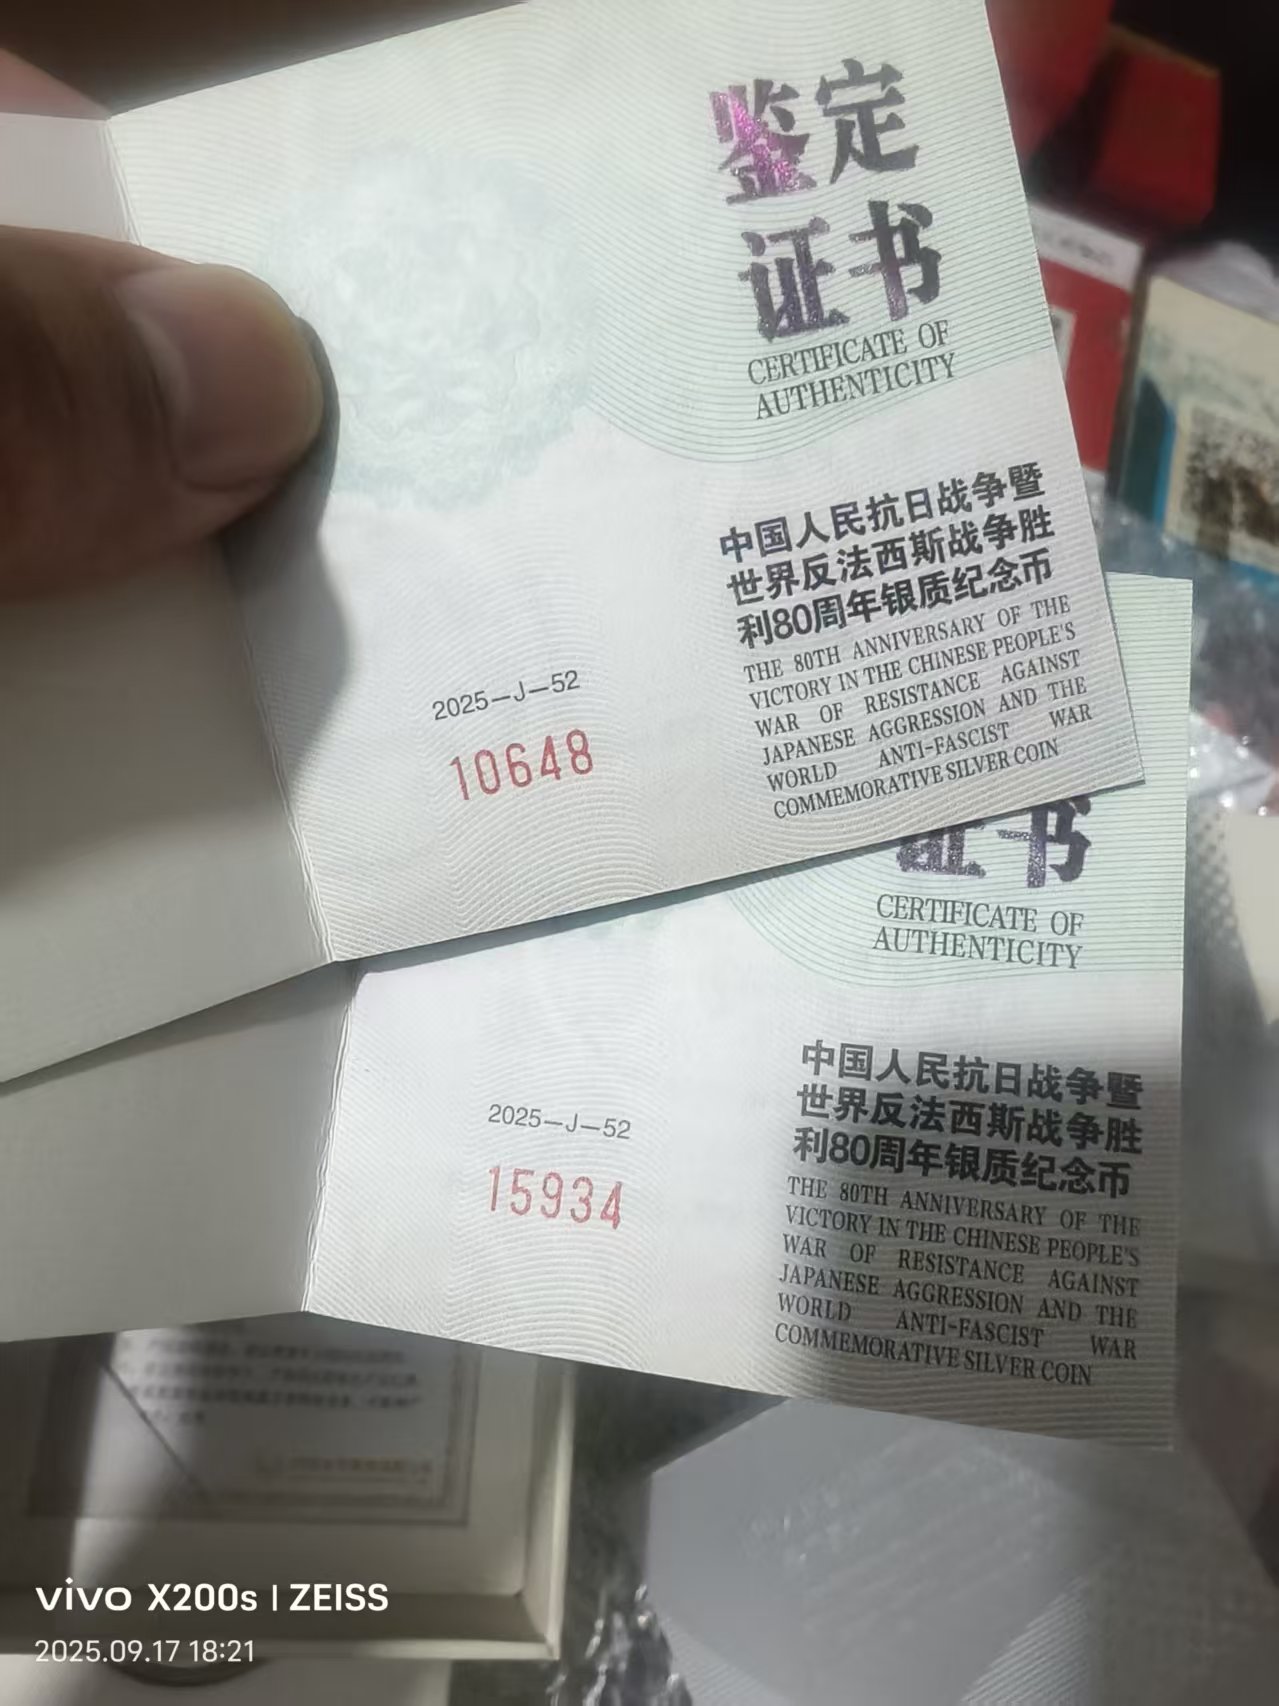 鉴定
证书
CERTIFICATE OF
AUTHENTICITY
中国人民抗日战争暨
世界反法西斯战争胜
利80周年银质纪念币
THE 80TH ANNIVERSARY OF THE
VICTORY IN THE CHINESE PEOPLE'S
WAR OF RESISTANCE AGAINST
JAPANESE AGGRESSION AND THE
WORLD ANTI-FASCIST WAR
COMMEMORATIVE SILVER COIN
2025—J—52
10648
证书
CERTIFICATE OF
AUTHENTICITY
中国人民抗日战争暨
世界反法西斯战争胜
利80周年银质纪念币
THE 80TH ANNIVERSARY OF THE
VICTORY IN THE CHINESE PEOPLE'S
WAR OF RESISTANCE AGAINST
JAPANESE AGGRESSION AND THE
WORLD ANTI-FASCIST WAR
COMMEMORATIVE SILVER COIN
2025—J—52
15934
vivo X200s | ZEISS
2025.09.17 18:21